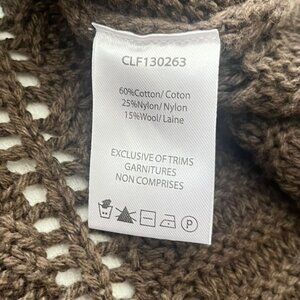 CLF130263
60%Cotton/ Coton
25%Nylon/ Nylon
15%Wool/ Laine
EXCLUSIVE OF TRIMS
GARNITURES
NON COMPRISES
P